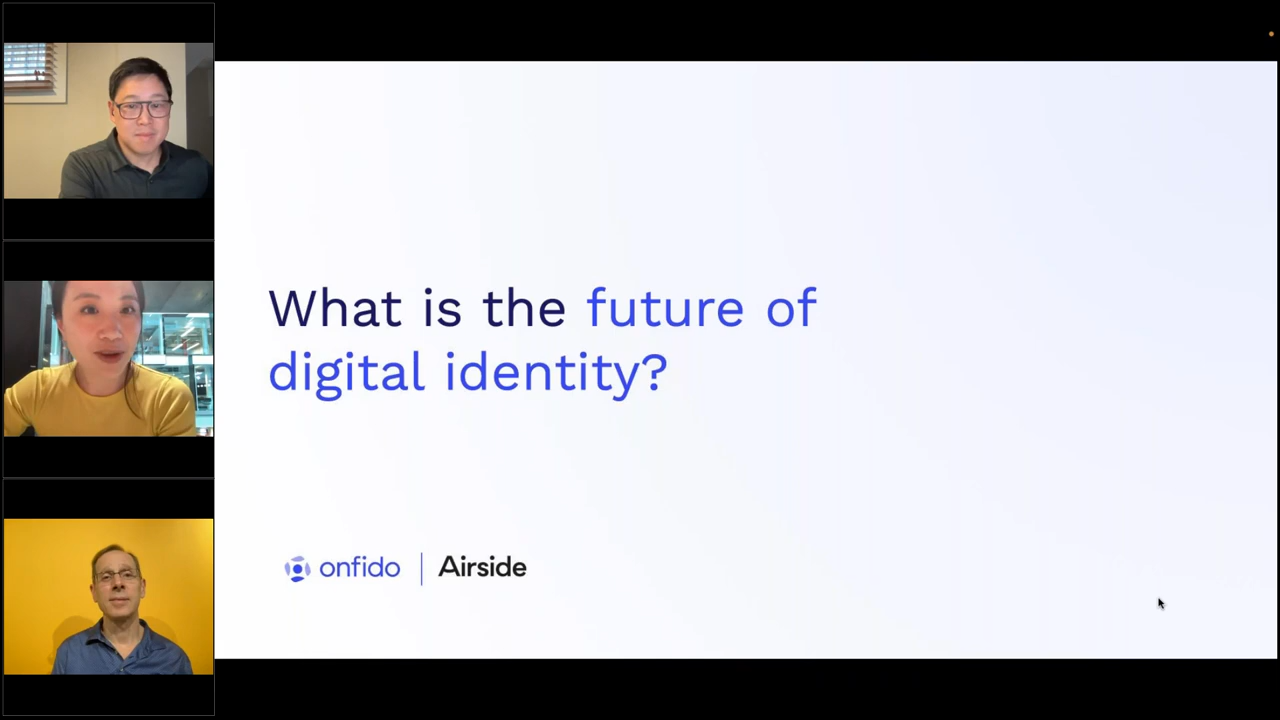 What is the future of
digital identity?
onfido | Airside